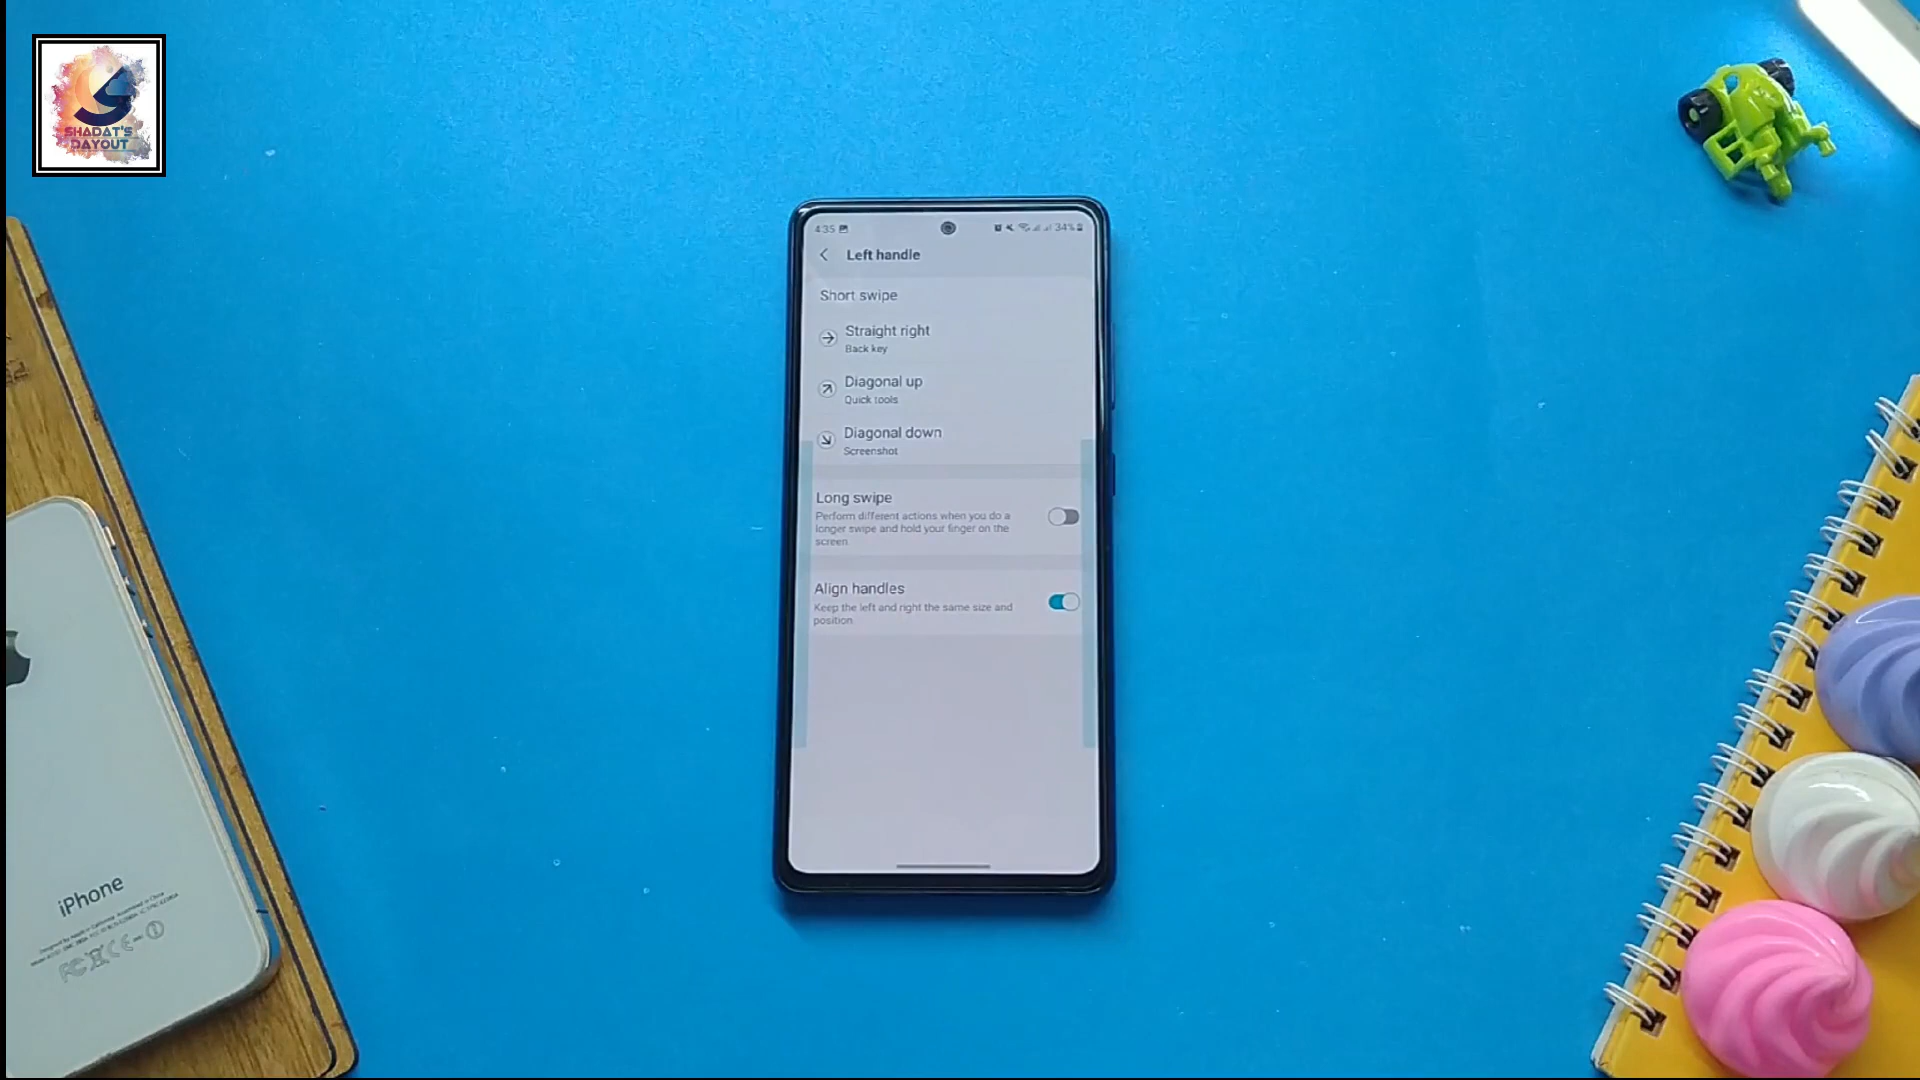 SHADAT'S
DAYOUT
4:35
34%
Left handle
Short swipe
Straight right
Back key
Diagonal up
Quick tools
Diagonal down
Screenshot
Long swipe
Perform different actions when you do a
longer swipe and hold your finger on the
screen.
Align handles
Keep the left and right the same size and
position.
iPhone